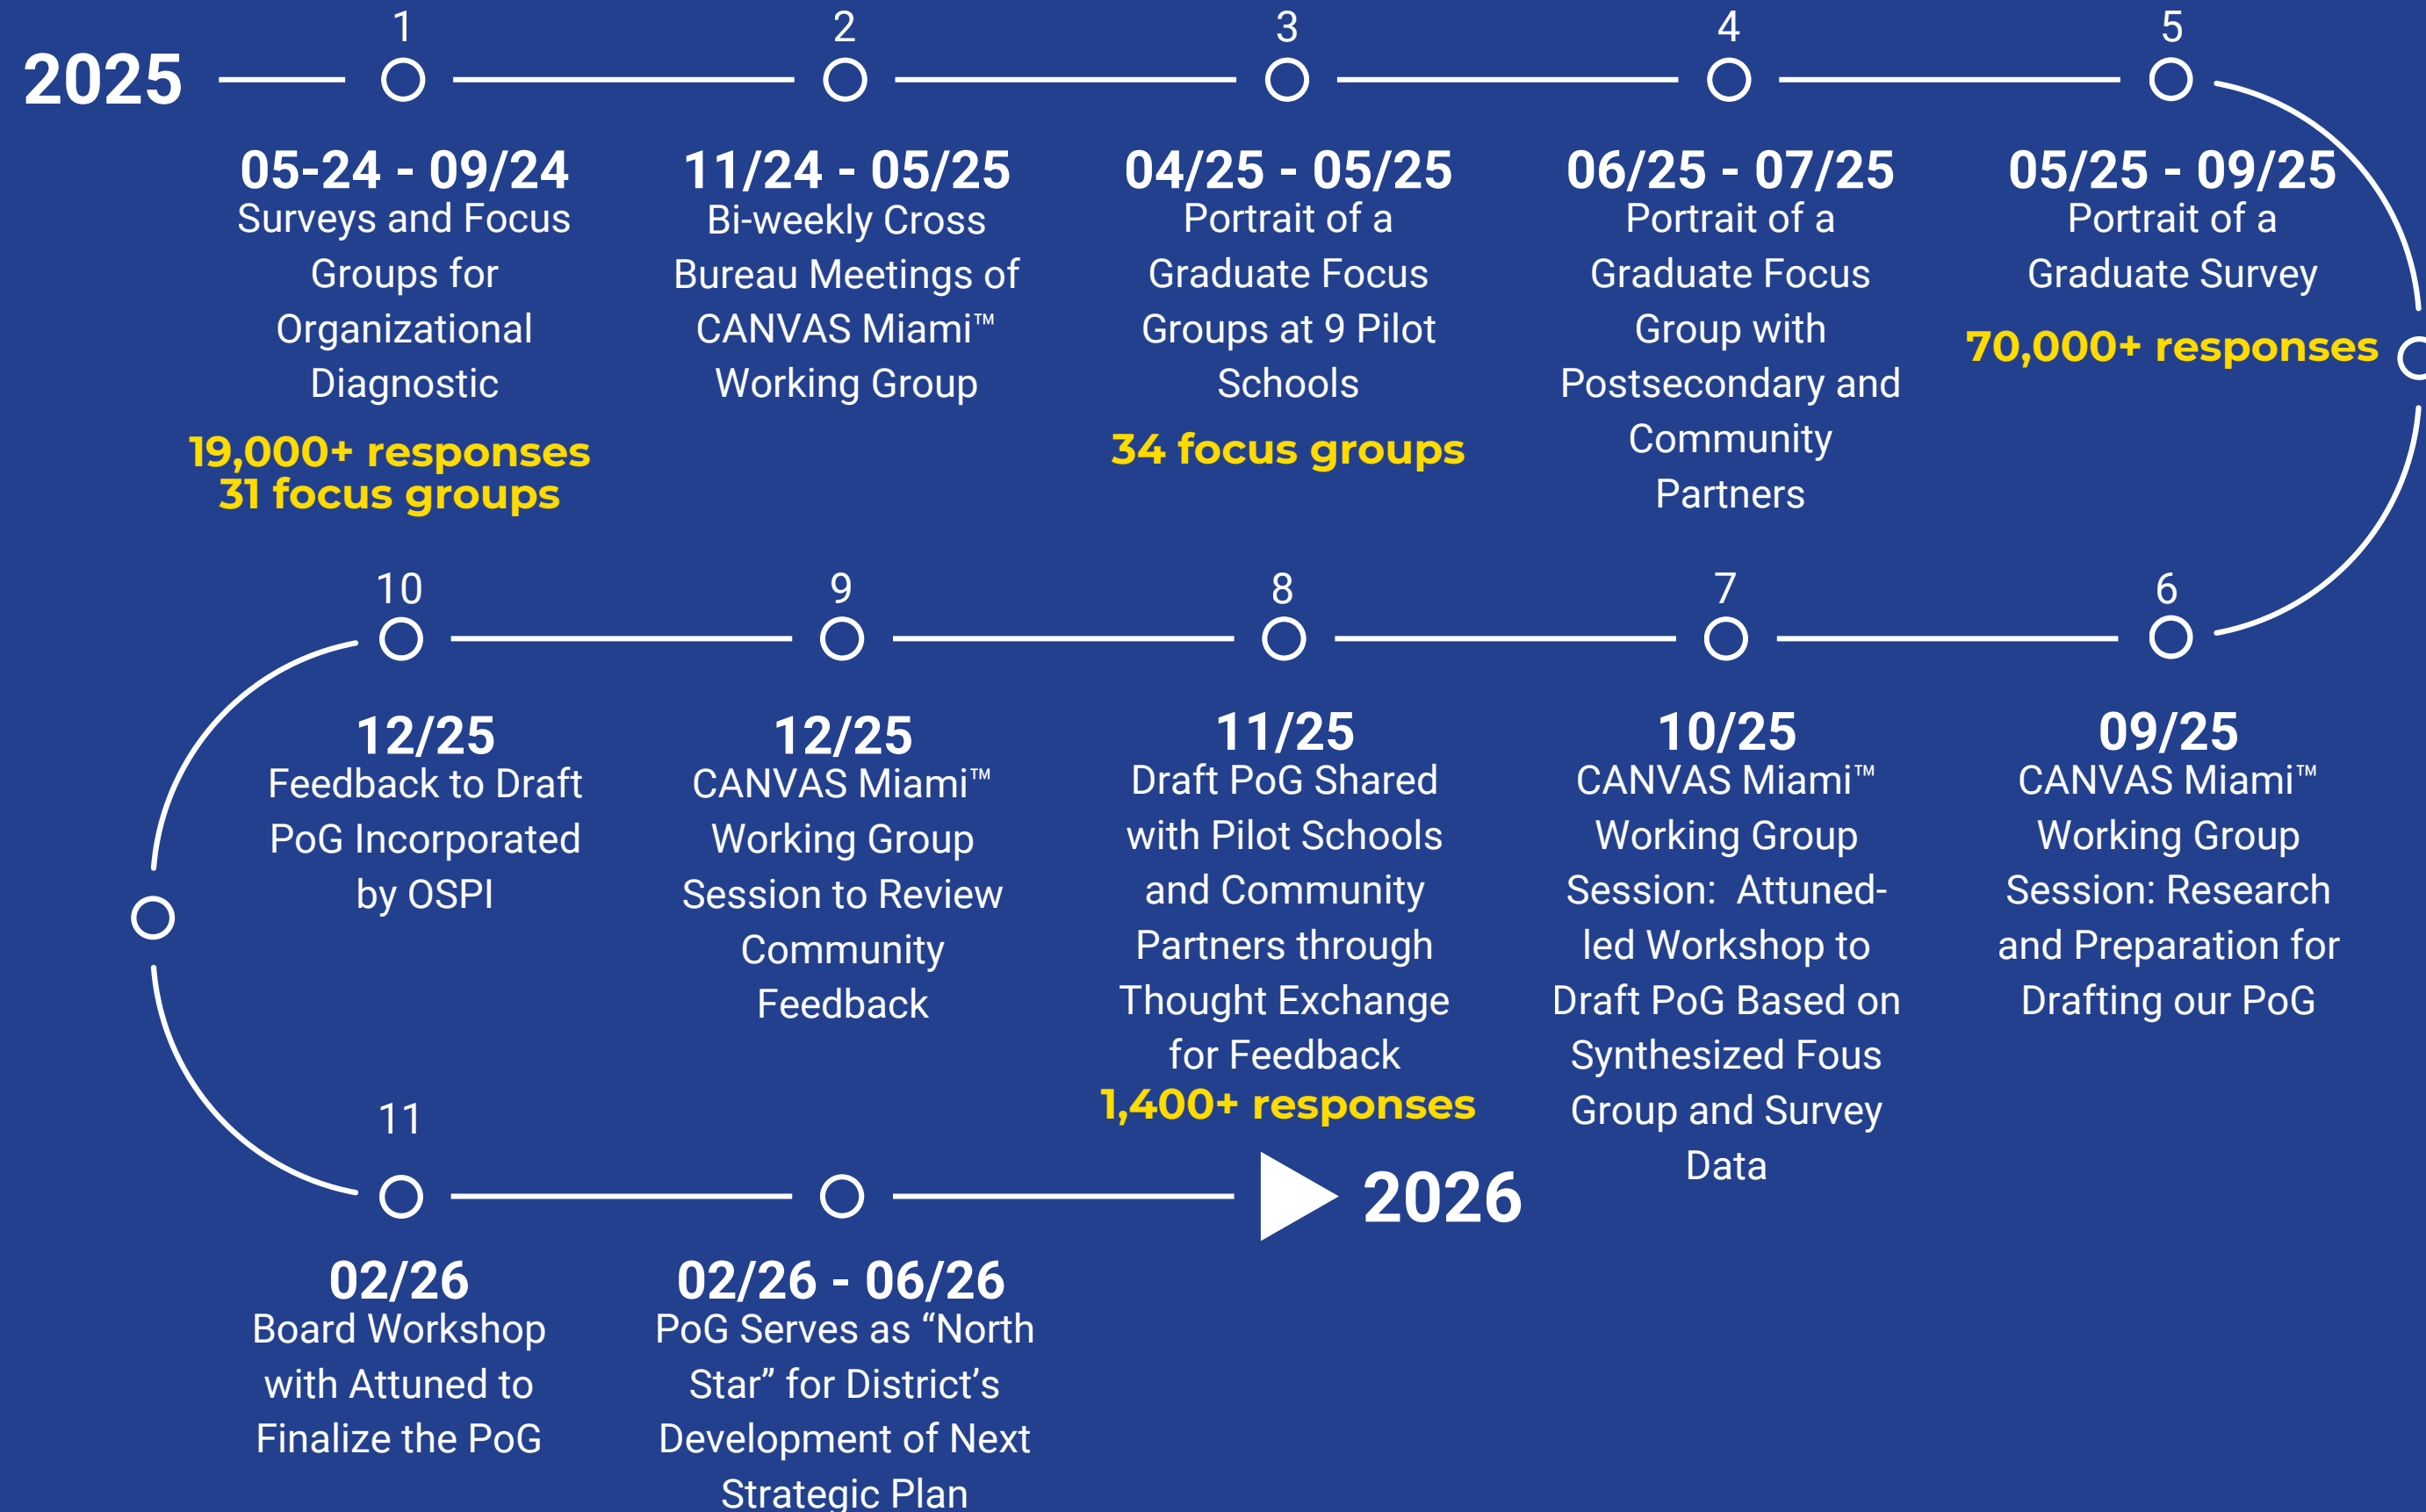 2025
1
05-24 - 09/24
Surveys and Focus
Groups for
Organizational
Diagnostic
19,000+ responses
31 focus groups
2
11/24 - 05/25
Bi-weekly Cross
Bureau Meetings of
CANVAS Miami™
Working Group
3
04/25 - 05/25
Portrait of a
Graduate Focus
Groups at 9 Pilot
Schools
34 focus groups
4
06/25 - 07/25
Portrait of a
Graduate Focus
Group with
Postsecondary and
Community
Partners
5
05/25 - 09/25
Portrait of a
Graduate Survey
70,000+ responses
6
09/25
CANVAS Miami™
Working Group
Session: Research
and Preparation for
Drafting our PoG
7
10/25
CANVAS Miami™
Working Group
Session:  Attuned-
led Workshop to
Draft PoG Based on
Synthesized Fous
Group and Survey
Data
8
11/25
Draft PoG Shared
with Pilot Schools
and Community
Partners through
Thought Exchange
for Feedback
1,400+ responses
9
12/25
CANVAS Miami™
Working Group
Session to Review
Community
Feedback
10
12/25
Feedback to Draft
PoG Incorporated
by OSPI
11
02/26
Board Workshop
with Attuned to
Finalize the PoG
02/26 - 06/26
PoG Serves as “North
Star” for District’s
Development of Next
Strategic Plan
2026